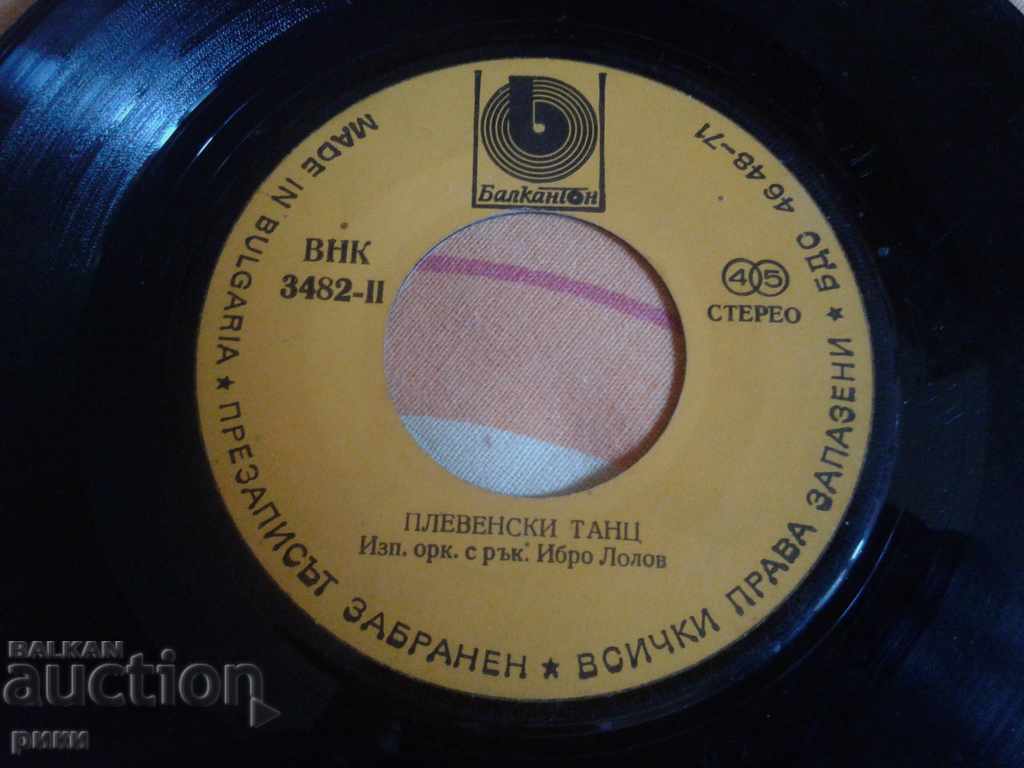 Балкантон
MADE IN BULGARIA ★ ПРЕЗАПИСЪТ ЗАБРАНЕН ★ ВСИЧКИ ПРАВА ЗАПАЗЕНИ ★ БДС 4648-71
ВНК
3482-II
45
СТЕРЕО
ПЛЕВЕНСКИ ТАНЦ
Изп. орк. с рък. Ибро Лолов
BALKAN
auction
рики